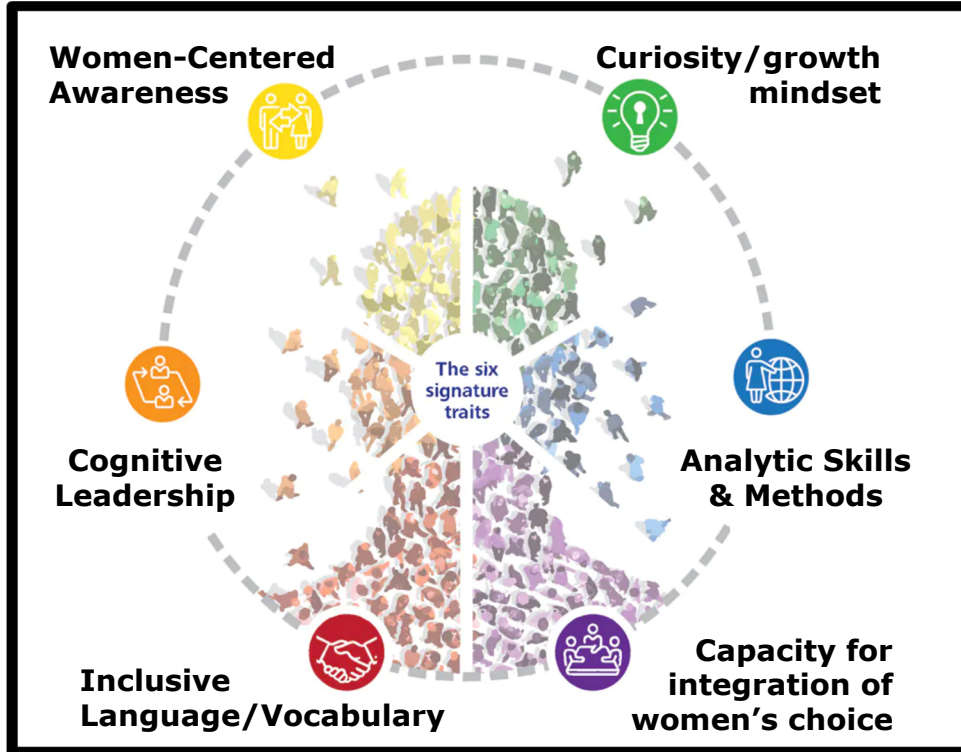 Women-Centered
Awareness
Curiosity/growth
mindset
The six
signature
traits
Cognitive
Leadership
Analytic Skills
& Methods
Inclusive
Language/Vocabulary
Capacity for
integration of
women’s choice